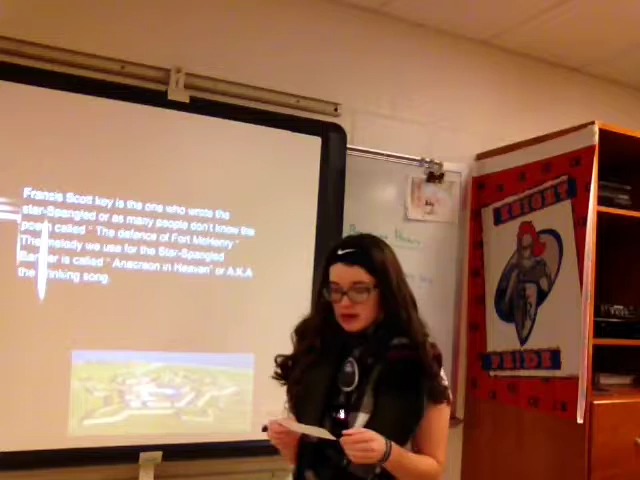 Francis Scott key is the one who wrote the
star-Spangled or as many people don't know the
poem called " The defence of Fort McHenry "
The melody we use for the Star-Spangled
Banner is called " Anacreon in Heaven" or A.K.A
the drinking song.
KNIGHT
PRIDE